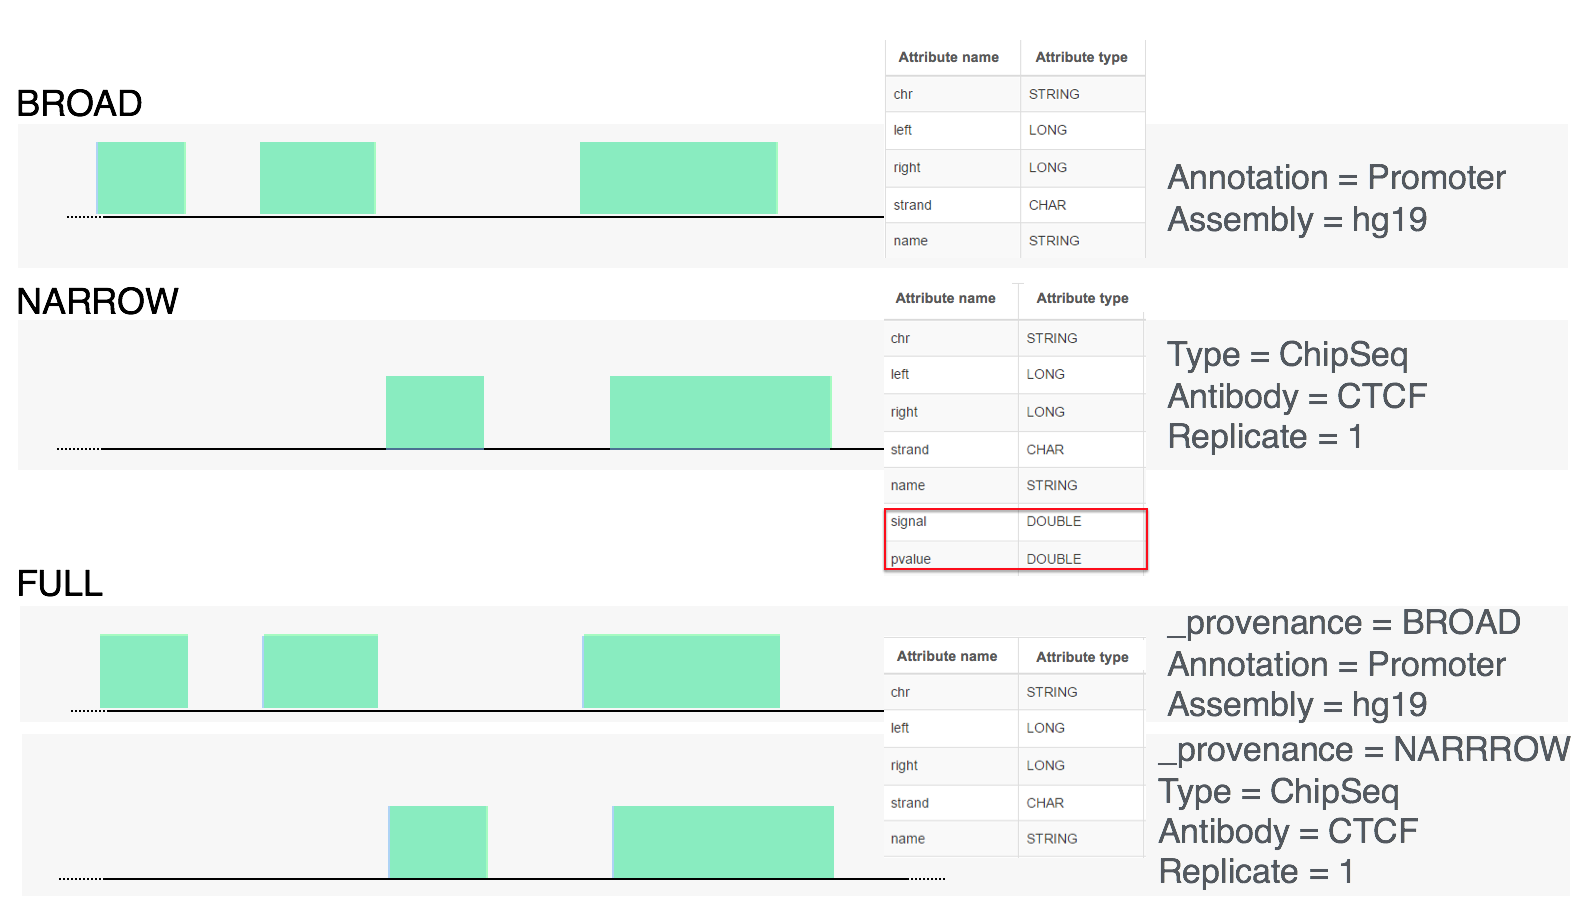 BROAD
Attribute name Attribute type
chr STRING
left LONG
right LONG
strand CHAR
name STRING
Annotation = Promoter
Assembly = hg19
NARROW
Attribute name Attribute type
chr STRING
left LONG
right LONG
strand CHAR
name STRING
signal DOUBLE
pvalue DOUBLE
Type = ChipSeq
Antibody = CTCF
Replicate = 1
FULL
Attribute name Attribute type
chr STRING
left LONG
right LONG
strand CHAR
name STRING
_provenance = BROAD
Annotation = Promoter
Assembly = hg19
_provenance = NARRROW
Type = ChipSeq
Antibody = CTCF
Replicate = 1